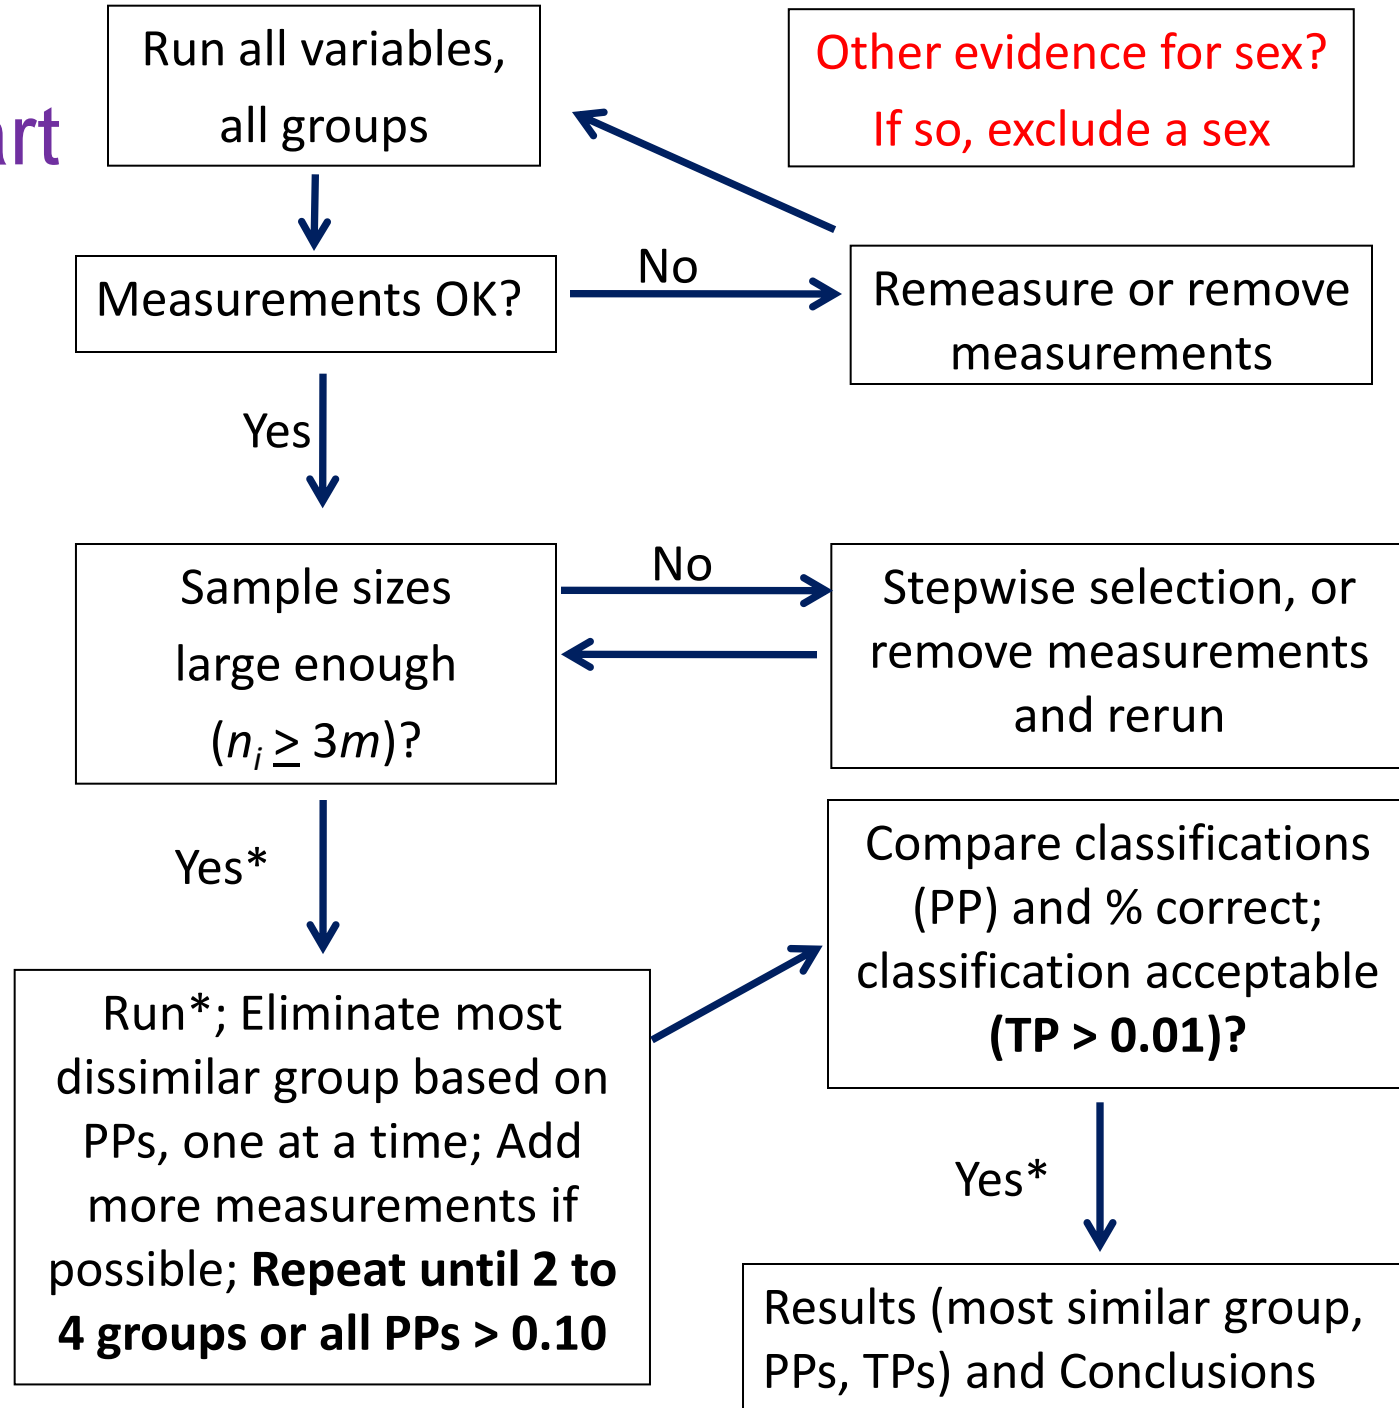 Run all variables,
all groups
Other evidence for sex?
If so, exclude a sex
art
Measurements OK?
No
Remeasure or remove
measurements
Yes
Sample sizes
large enough
(nᵢ ≥ 3m)?
No
Stepwise selection, or
remove measurements
and rerun
Yes*
Compare classifications
(PP) and % correct;
classification acceptable
(TP > 0.01)?
Run*; Eliminate most
dissimilar group based on
PPs, one at a time; Add
more measurements if
possible; Repeat until 2 to
4 groups or all PPs > 0.10
Yes*
Results (most similar group,
PPs, TPs) and Conclusions